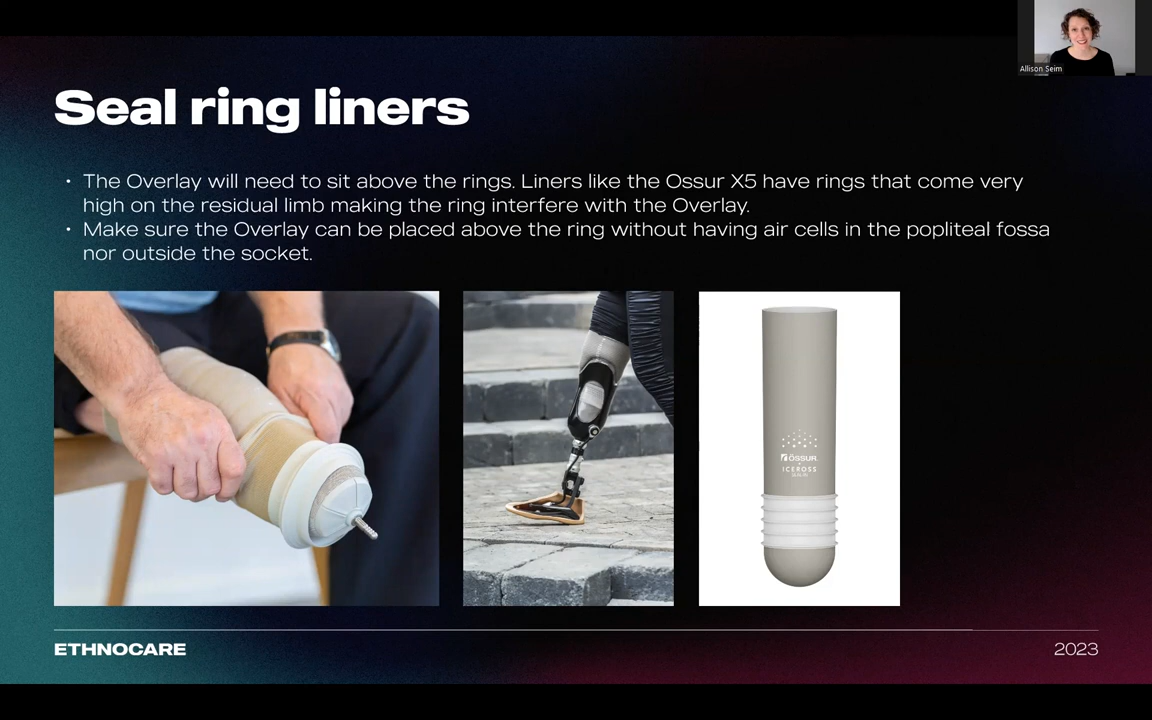 Allison Seim
Seal ring liners
• The Overlay will need to sit above the rings. Liners like the Ossur X5 have rings that come very
high on the residual limb making the ring interfere with the Overlay.
• Make sure the Overlay can be placed above the ring without having air cells in the popliteal fossa
nor outside the socket.
ÖSSUR
ICEROSS
SEAL-IN
ETHNOCARE
2023